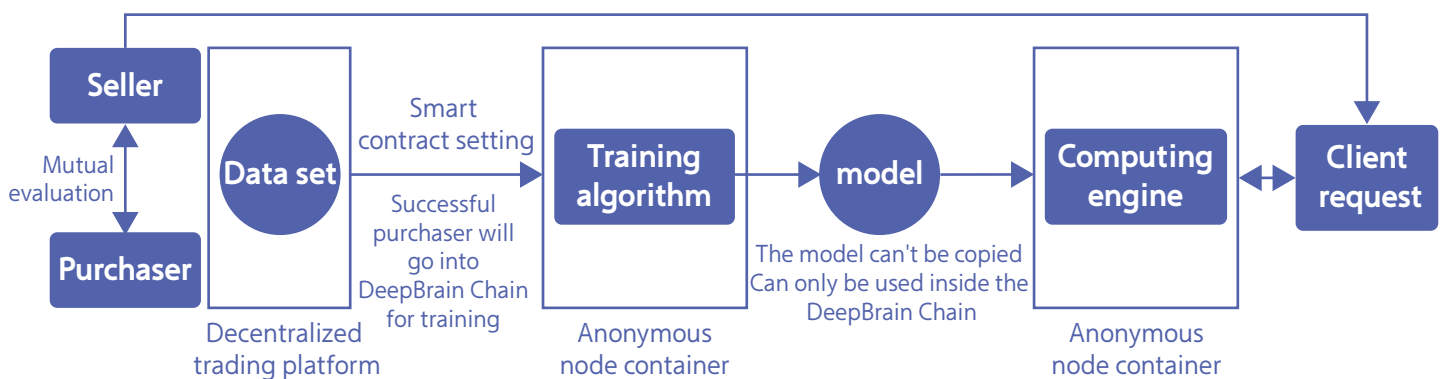 Seller
Mutual
evaluation
Purchaser
Data set
Decentralized
trading platform
Smart
contract setting
Successful
purchaser will
go into
DeepBrain Chain
for training
Training
algorithm
Anonymous
node container
model
The model can't be copied
Can only be used inside the
DeepBrain Chain
Computing
engine
Anonymous
node container
Client
request